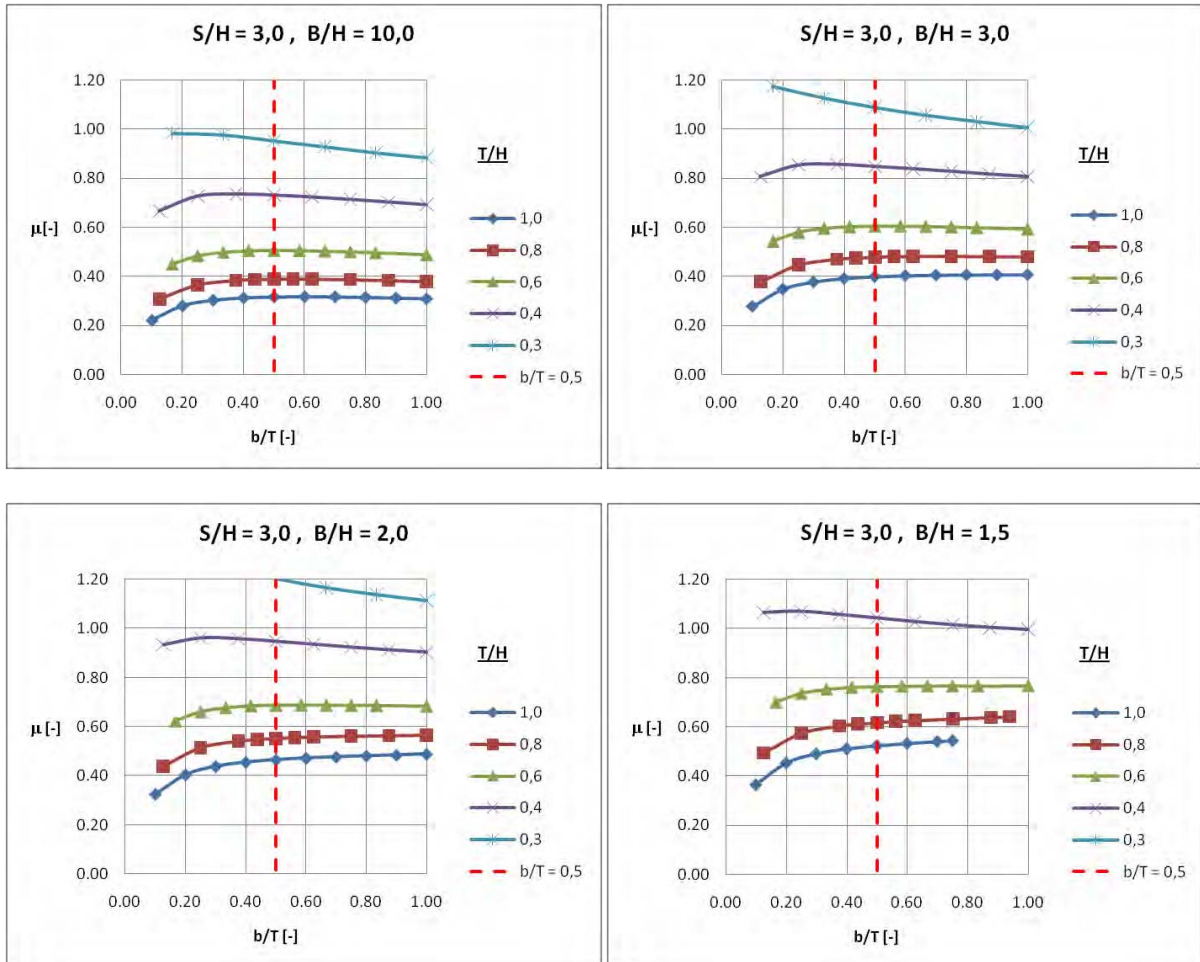 S/H = 3,0 , B/H = 10,0
1.20
1.00
0.80
0.60
0.40
0.20
0.00
μ[-]
0.00 0.20 0.40 0.60 0.80 1.00
b/T [-]
T/H
1,0
0,8
0,6
0,4
0,3
b/T = 0,5
S/H = 3,0 , B/H = 3,0
1.20
1.00
0.80
0.60
0.40
0.20
0.00
μ [-]
0.00 0.20 0.40 0.60 0.80 1.00
b/T [-]
T/H
1,0
0,8
0,6
0,4
0,3
b/T = 0,5
S/H = 3,0 , B/H = 2,0
1.20
1.00
0.80
0.60
0.40
0.20
0.00
μ [-]
0.00 0.20 0.40 0.60 0.80 1.00
b/T [-]
T/H
1,0
0,8
0,6
0,4
0,3
b/T = 0,5
S/H = 3,0 , B/H = 1,5
1.20
1.00
0.80
0.60
0.40
0.20
0.00
μ [-]
0.00 0.20 0.40 0.60 0.80 1.00
b/T [-]
T/H
1,0
0,8
0,6
0,4
0,3
b/T = 0,5